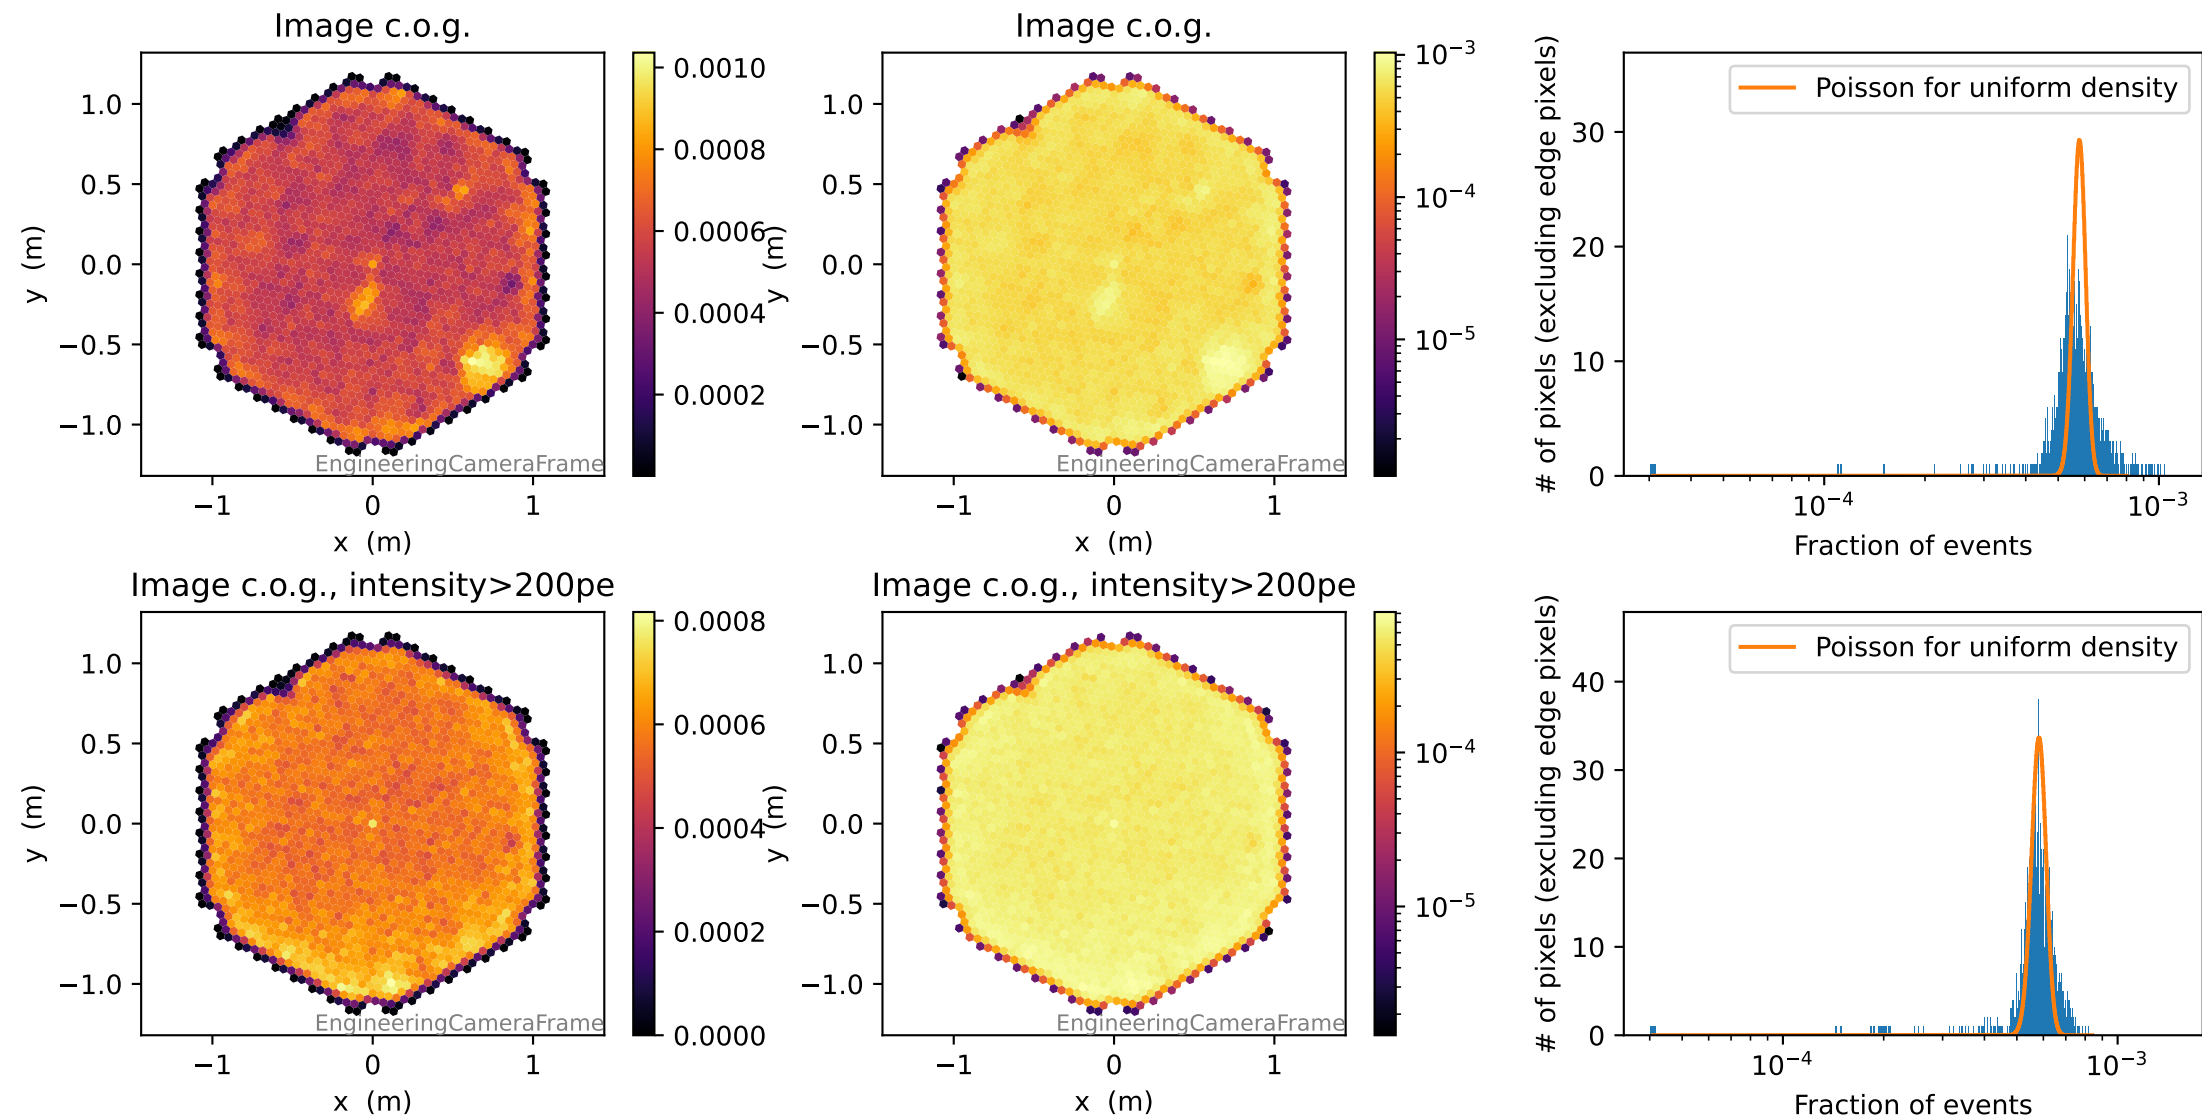 Image c.o.g.
y (m)
1.0
0.5
0.0
−0.5
−1.0
−1
0
1
x (m)
EngineeringCameraFrame
0.0010
0.0008
0.0006
0.0004
0.0002
Image c.o.g.
y (m)
1.0
0.5
0.0
−0.5
−1.0
−1
0
1
x (m)
EngineeringCameraFrame
10⁻³
10⁻⁴
10⁻⁵
# of pixels (excluding edge pixels)
30
20
10
0
Poisson for uniform density
10⁻⁴
10⁻³
Fraction of events
Image c.o.g., intensity>200pe
y (m)
1.0
0.5
0.0
−0.5
−1.0
−1
0
1
x (m)
EngineeringCameraFrame
0.0008
0.0006
0.0004
0.0002
0.0000
Image c.o.g., intensity>200pe
y (m)
1.0
0.5
0.0
−0.5
−1.0
−1
0
1
x (m)
EngineeringCameraFrame
10⁻⁴
10⁻⁵
# of pixels (excluding edge pixels)
40
30
20
10
0
Poisson for uniform density
10⁻⁴
10⁻³
Fraction of events